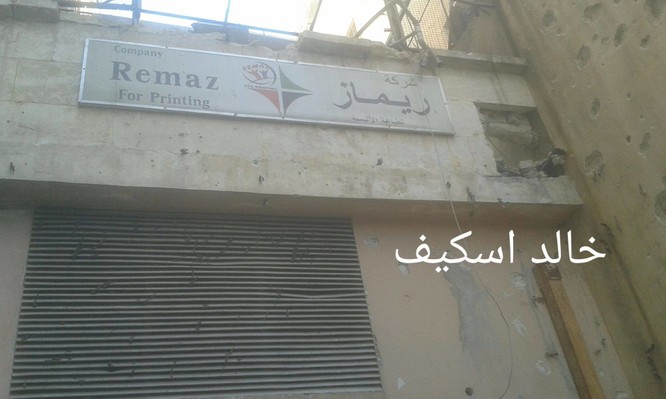 Company
Remaz
For Printing
شركة
ريماز
خالد اسكيف